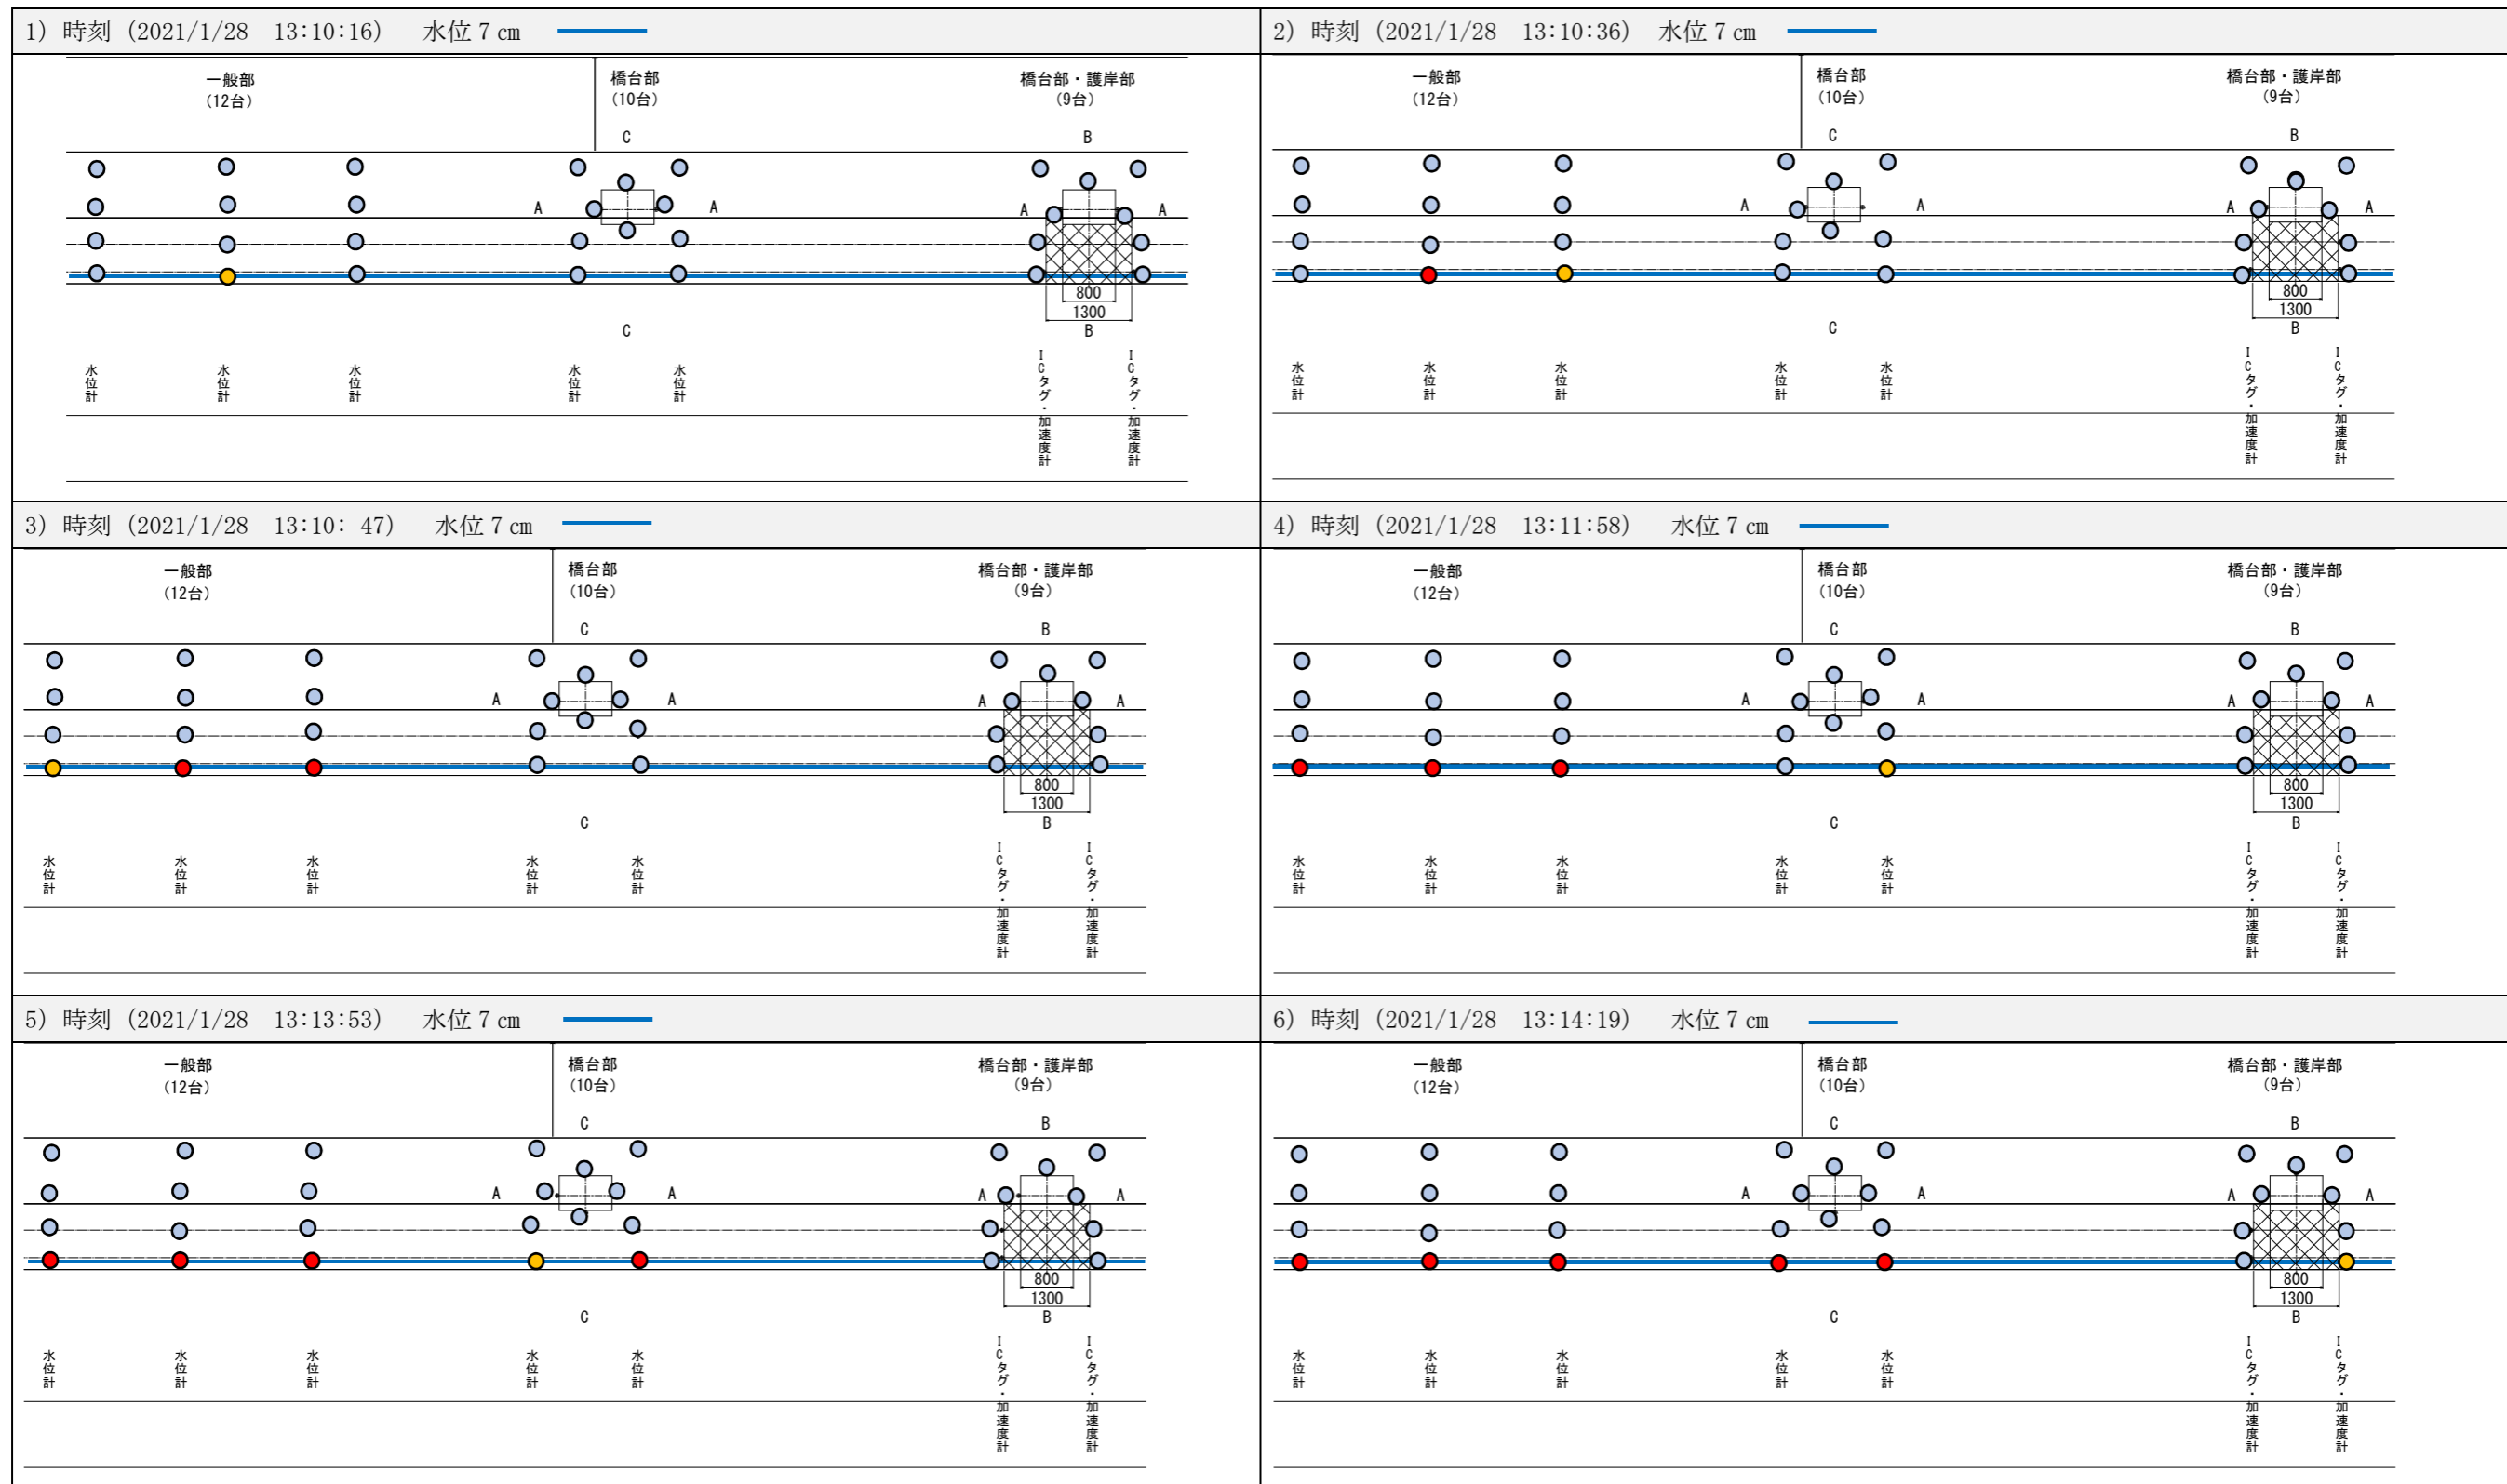 1) 時刻 (2021/1/28 13:10:16) 水位 7 cm
一般部
(12台)
橋台部
(10台)
橋台部・護岸部
(9台)
C
B
A
A
A
A
800
1300
C
B
水位計
水位計
水位計
水位計
水位計
ICタグ・加速度計
ICタグ・加速度計
2) 時刻 (2021/1/28 13:10:36) 水位 7 cm
一般部
(12台)
橋台部
(10台)
橋台部・護岸部
(9台)
C
B
A
A
A
A
800
1300
C
B
水位計
水位計
水位計
水位計
水位計
ICタグ・加速度計
ICタグ・加速度計
3) 時刻 (2021/1/28 13:10: 47) 水位 7 cm
一般部
(12台)
橋台部
(10台)
橋台部・護岸部
(9台)
C
B
A
A
A
A
800
1300
C
B
水位計
水位計
水位計
水位計
水位計
ICタグ・加速度計
ICタグ・加速度計
4) 時刻 (2021/1/28 13:11:58) 水位 7 cm
一般部
(12台)
橋台部
(10台)
橋台部・護岸部
(9台)
C
B
A
A
A
A
800
1300
C
B
水位計
水位計
水位計
水位計
水位計
ICタグ・加速度計
ICタグ・加速度計
5) 時刻 (2021/1/28 13:13:53) 水位 7 cm
一般部
(12台)
橋台部
(10台)
橋台部・護岸部
(9台)
C
B
A
A
A
A
800
1300
C
B
水位計
水位計
水位計
水位計
水位計
ICタグ・加速度計
ICタグ・加速度計
6) 時刻 (2021/1/28 13:14:19) 水位 7 cm
一般部
(12台)
橋台部
(10台)
橋台部・護岸部
(9台)
C
B
A
A
A
A
800
1300
C
B
水位計
水位計
水位計
水位計
水位計
ICタグ・加速度計
ICタグ・加速度計